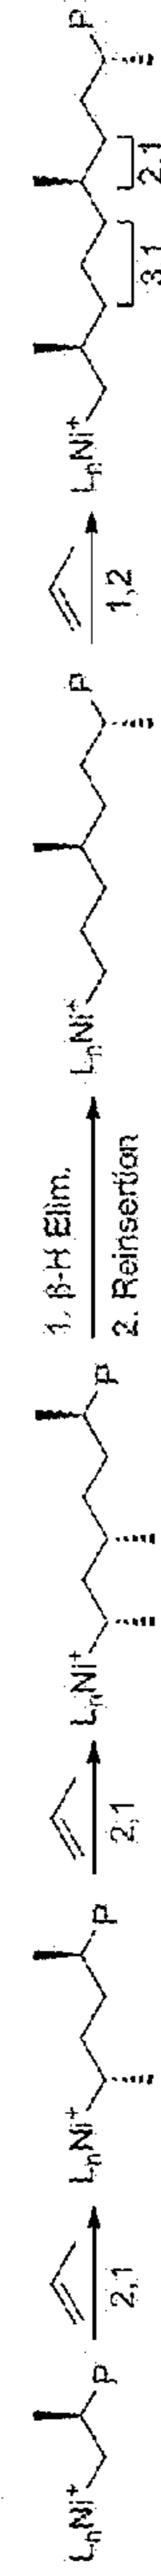 LnNi+
P
2,1
LnNi+
P
2,1
LnNi+
P
1. β-H Elim.
2. Reinsertion
LnNi+
P
1,2
LnNi+
3,1
2,1
P